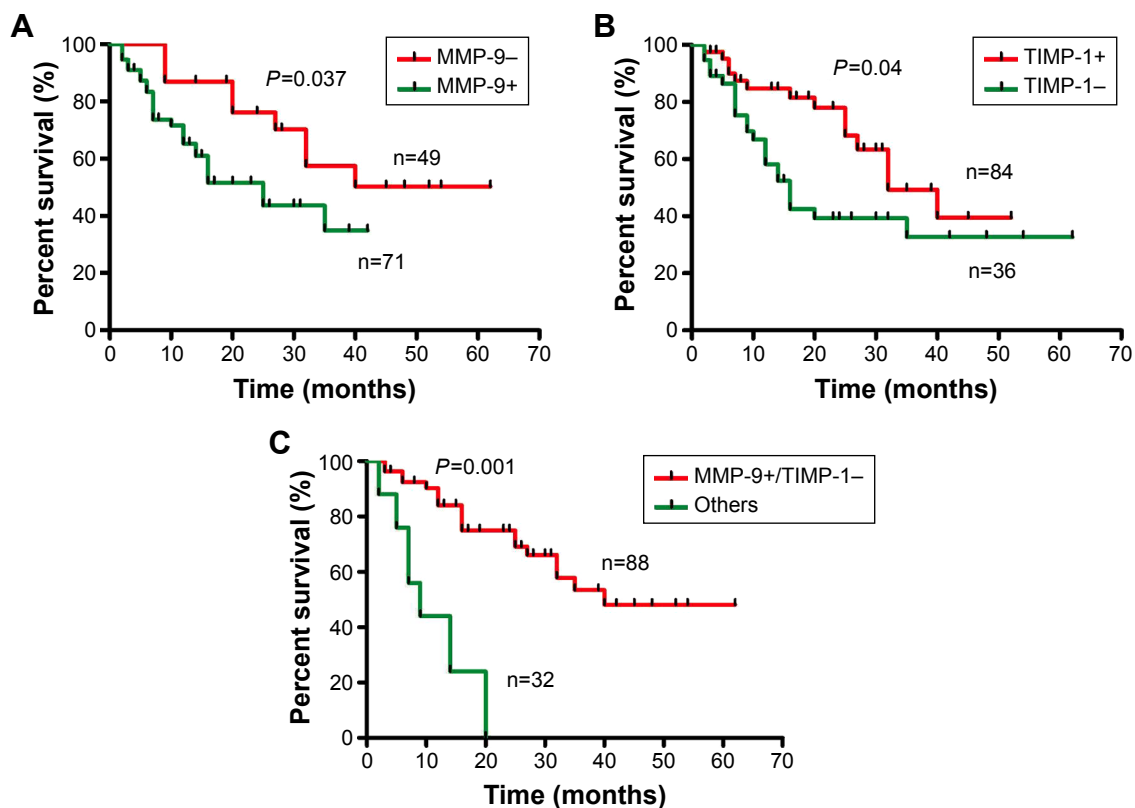 A
Percent survival (%)
100
80
60
40
20
0
P=0.037
MMP-9–
MMP-9+
n=49
n=71
0 10 20 30 40 50 60 70
Time (months)
B
Percent survival (%)
100
80
60
40
20
0
P=0.04
TIMP-1+
TIMP-1–
n=84
n=36
0 10 20 30 40 50 60 70
Time (months)
C
Percent survival (%)
100
80
60
40
20
0
P=0.001
MMP-9+/TIMP-1–
Others
n=88
n=32
0 10 20 30 40 50 60 70
Time (months)